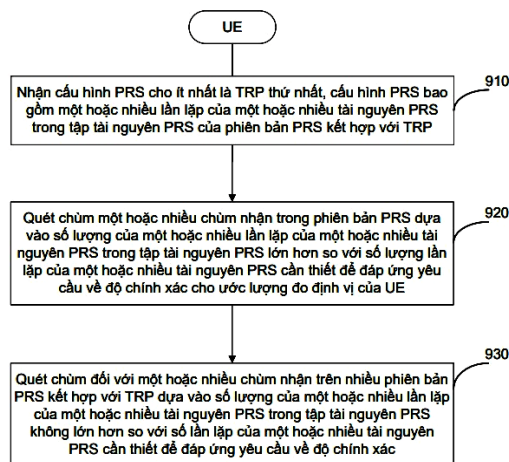 UE
Nhận cấu hình PRS cho ít nhất là TRP thứ nhất, cấu hình PRS bao
gồm một hoặc nhiều lần lặp của một hoặc nhiều tài nguyên PRS
trong tập tài nguyên PRS của phiên bản PRS kết hợp với TRP
910
Quét chùm một hoặc nhiều chùm nhận trong phiên bản PRS dựa
vào số lượng của một hoặc nhiều lần lặp của một hoặc nhiều tài
nguyên PRS trong tập tài nguyên PRS lớn hơn so với số lượng lần
lặp của một hoặc nhiều tài nguyên PRS cần thiết để đáp ứng yêu
cầu về độ chính xác cho ước lượng đo định vị của UE
920
Quét chùm đối với một hoặc nhiều chùm nhận trên nhiều phiên bản
PRS kết hợp với TRP dựa vào số lượng của một hoặc nhiều lần lặp
của một hoặc nhiều tài nguyên PRS trong tập tài nguyên PRS
không lớn hơn so với số lần lặp của một hoặc nhiều tài nguyên
PRS cần thiết để đáp ứng yêu cầu về độ chính xác
930